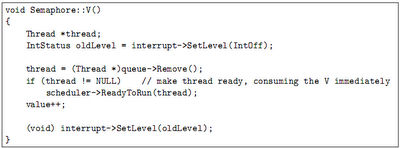 void Semaphore::V()
{
    Thread *thread;
    IntStatus oldLevel = interrupt->SetLevel(IntOff);

    thread = (Thread *)queue->Remove();
    if (thread != NULL)    // make thread ready, consuming the V immediately
        scheduler->ReadyToRun(thread);
    value++;

    (void) interrupt->SetLevel(oldLevel);
}